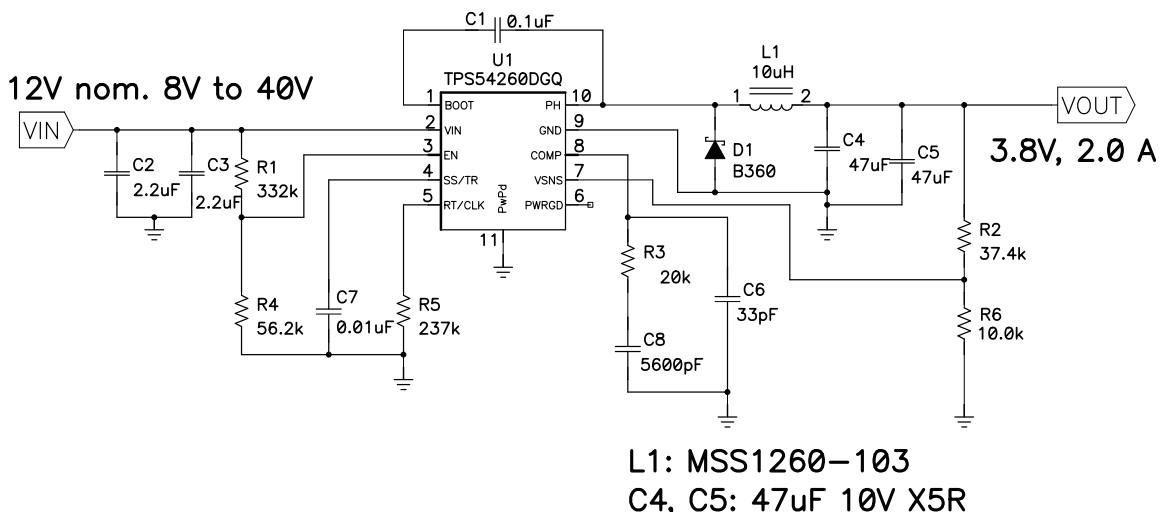 C1
0.1uF
U1
TPS54260DGQ
L1
10uH
12V nom. 8V to 40V
1 BOOT
PH 10
1 2
VIN
2 VIN
GND 9
VOUT
3 EN
COMP 8
4 SS/TR
VSNS 7
5 RT/CLK
PWRGD 6
PwPd
11
C2
2.2uF
C3
2.2uF
R1
332k
D1
B360
C4
47uF
C5
47uF
3.8V, 2.0 A
R2
37.4k
R3
20k
C6
33pF
R4
56.2k
C7
0.01uF
R5
237k
R6
10.0k
C8
5600pF
L1: MSS1260-103
C4, C5: 47uF 10V X5R